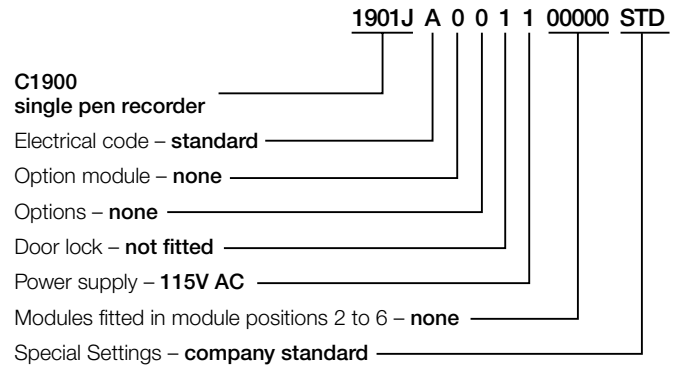 1901J A 0 0 1 1 00000 STD
C1900
single pen recorder
Electrical code – standard
Option module – none
Options – none
Door lock – not fitted
Power supply – 115V AC
Modules fitted in module positions 2 to 6 – none
Special Settings – company standard